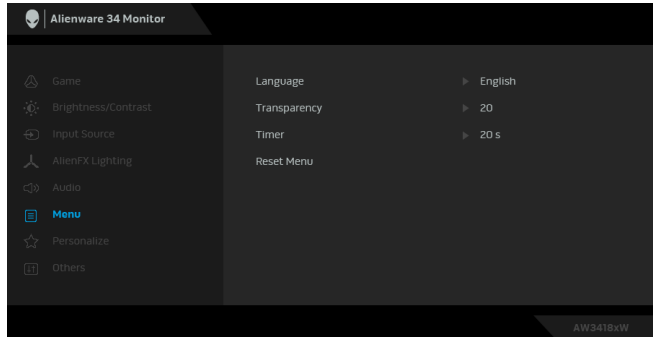 Alienware 34 Monitor
Game
Language English
Brightness/Contrast
Transparency 20
Input Source
Timer 20 s
AlienFX Lighting
Reset Menu
Audio
Menu
Personalize
Others
AW3418xW